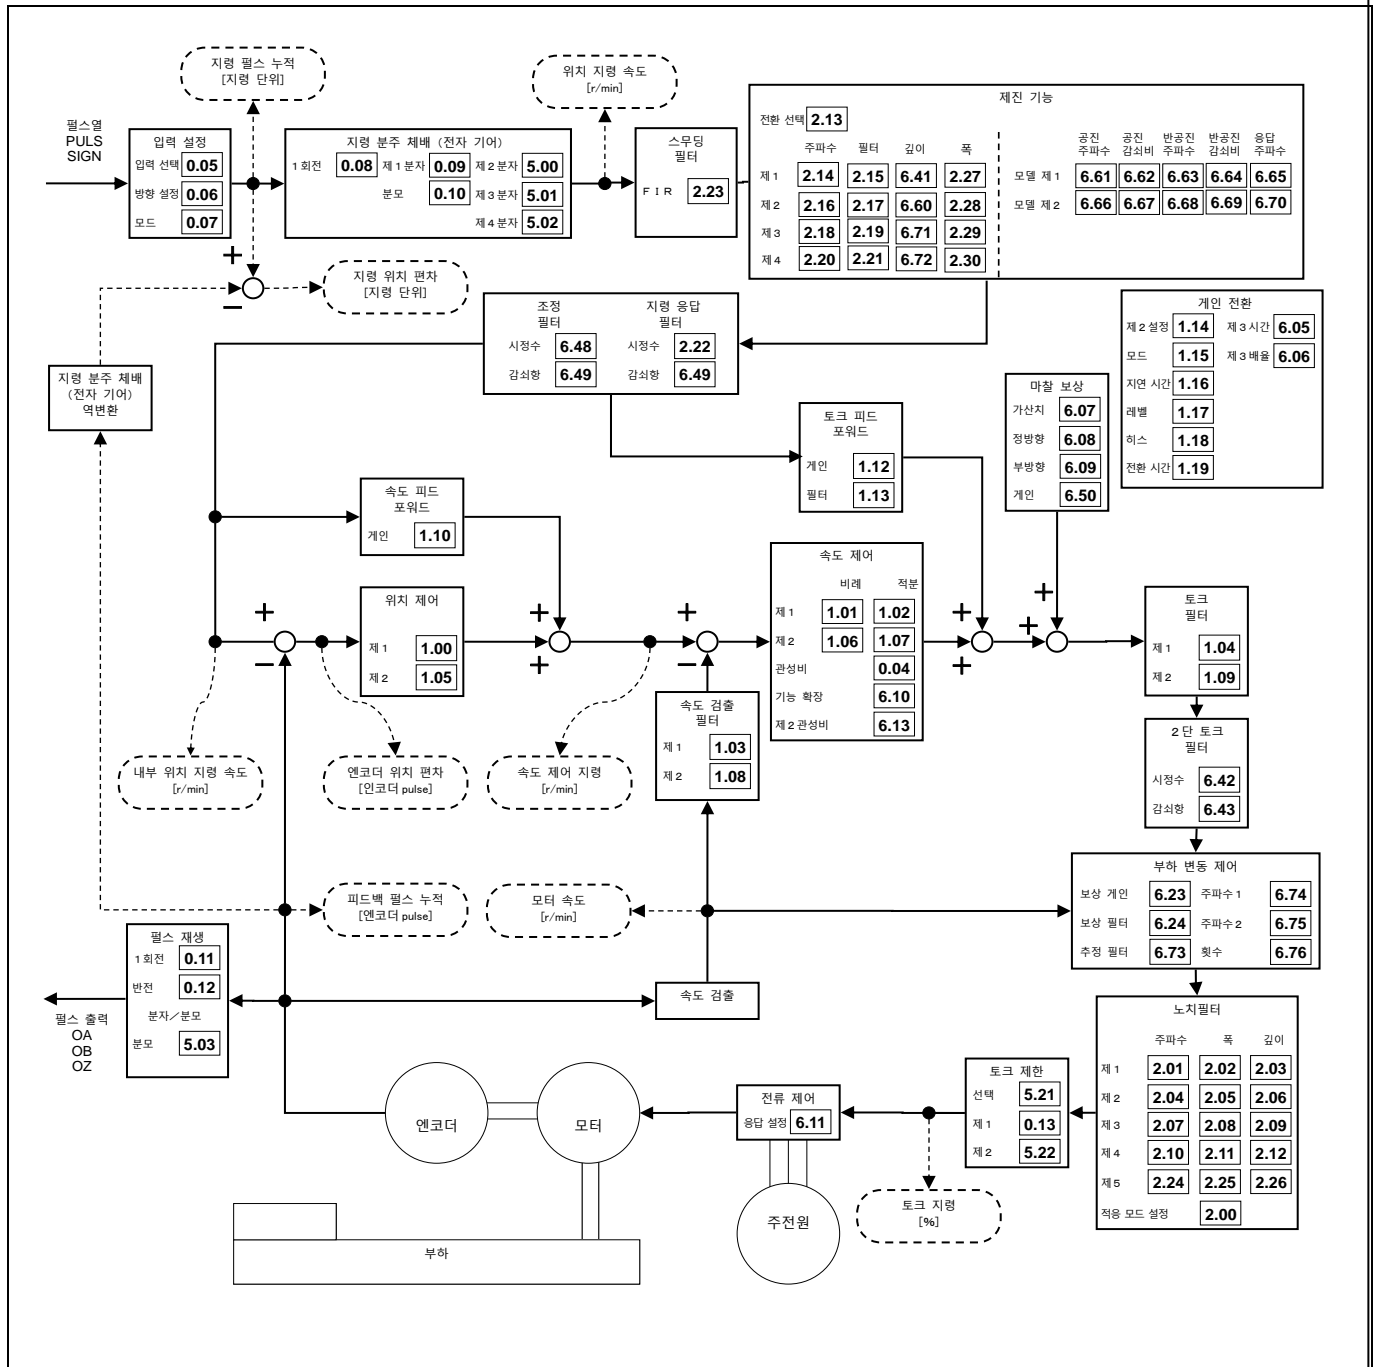 지령 펄스 누적
[지령 단위]
위치 지령 속도
[r/min]
펄스열
PULS
SIGN
입력 설정
입력 선택 0.05
방향 설정 0.06
모드 0.07
지령 분주 체배 (전자 기어)
1회전 0.08 제1분자 0.09 제2분자 5.00
분모 0.10 제3분자 5.01
제4분자 5.02
스무딩
필터
FIR 2.23
제진 기능
전환 선택 2.13
주파수 필터 깊이 폭
제1 2.14 2.15 6.41 2.27
제2 2.16 2.17 6.60 2.28
제3 2.18 2.19 6.71 2.29
제4 2.20 2.21 6.72 2.30
공진 공진 반공진 반공진 응답
주파수 감쇠비 주파수 감쇠비 주파수
모델 제1 6.61 6.62 6.63 6.64 6.65
모델 제2 6.66 6.67 6.68 6.69 6.70
+
−
지령 위치 편차
[지령 단위]
조정
필터
시정수 6.48
감쇠항 6.49
지령 응답
필터
시정수 2.22
감쇠항 6.49
게인 전환
제2설정 1.14 제3시간 6.05
모드 1.15 제3배율 6.06
지연 시간 1.16
레벨 1.17
히스 1.18
전환 시간 1.19
지령 분주 체배
(전자 기어)
역변환
마찰 보상
가산치 6.07
정방향 6.08
부방향 6.09
게인 6.50
토크 피드
포워드
게인 1.12
필터 1.13
속도 피드
포워드
게인 1.10
위치 제어
제1 1.00
제2 1.05
+
−
+
+
+
−
속도 제어
비례 적분
제1 1.01 1.02
제2 1.06 1.07
관성비 0.04
기능 확장 6.10
제2관성비 6.13
+
+
+
+
토크
필터
제1 1.04
제2 1.09
속도 검출
필터
제1 1.03
제2 1.08
2단 토크
필터
시정수 6.42
감쇠항 6.43
내부 위치 지령 속도
[r/min]
엔코더 위치 편차
[인코더 pulse]
속도 제어 지령
[r/min]
부하 변동 제어
보상 게인 6.23 주파수1 6.74
보상 필터 6.24 주파수2 6.75
추정 필터 6.73 횟수 6.76
피드백 펄스 누적
[엔코더 pulse]
모터 속도
[r/min]
펄스 재생
1회전 0.11
반전 0.12
분자／분모
분모 5.03
속도 검출
펄스 출력
OA
OB
OZ
노치필터
주파수 폭 깊이
제1 2.01 2.02 2.03
제2 2.04 2.05 2.06
제3 2.07 2.08 2.09
제4 2.10 2.11 2.12
제5 2.24 2.25 2.26
적응 모드 설정 2.00
토크 제한
선택 5.21
제1 0.13
제2 5.22
전류 제어
응답 설정 6.11
엔코더
모터
주전원
토크 지령
[%]
부하